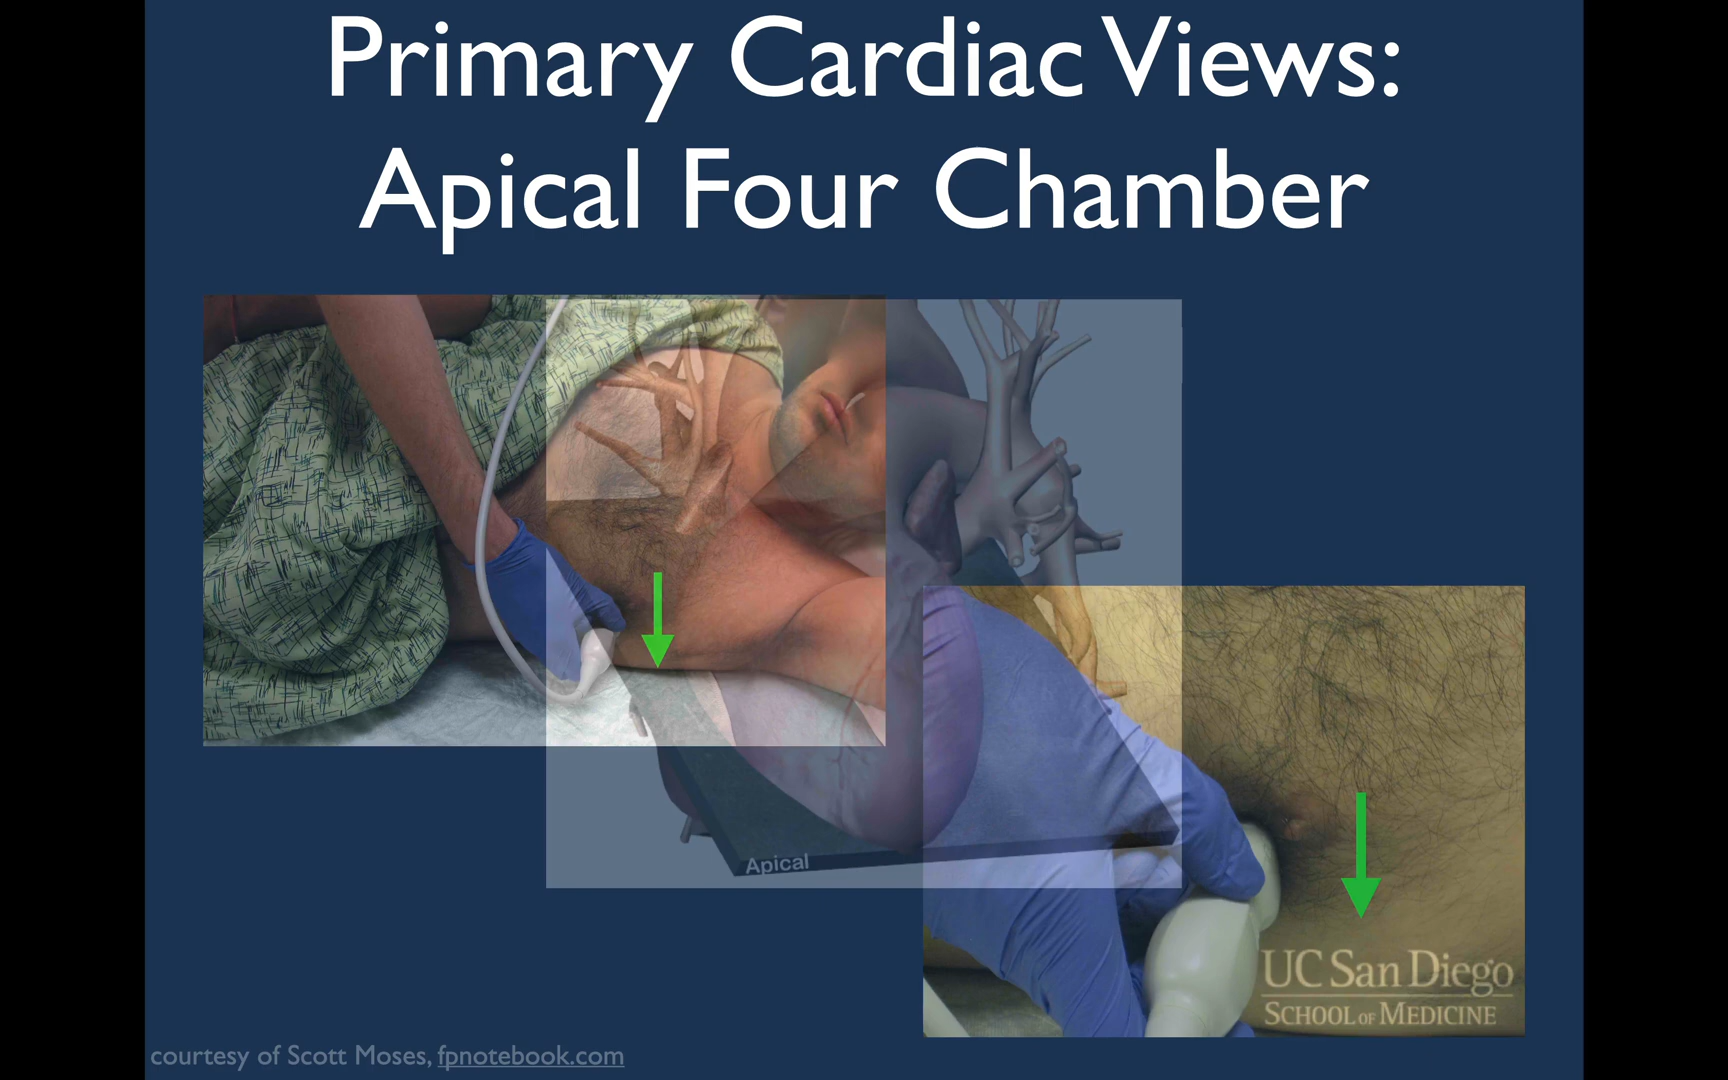 Primary Cardiac Views:
Apical Four Chamber
Apical
UC San Diego
SCHOOL OF MEDICINE
courtesy of Scott Moses, fpnotebook.com